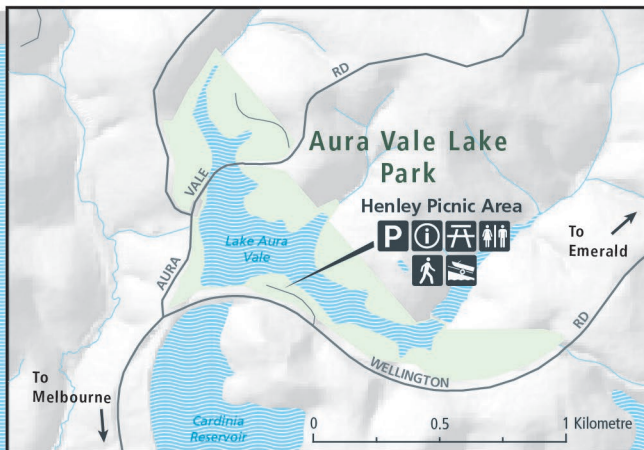 RD
Aura Vale Lake
Park
VALE
Henley Picnic Area
P
i
To
Emerald
Lake Aura
Vale
AURA
RD
WELLINGTON
To
Melbourne
Cardinia
Reservoir
0 0.5 1 Kilometre